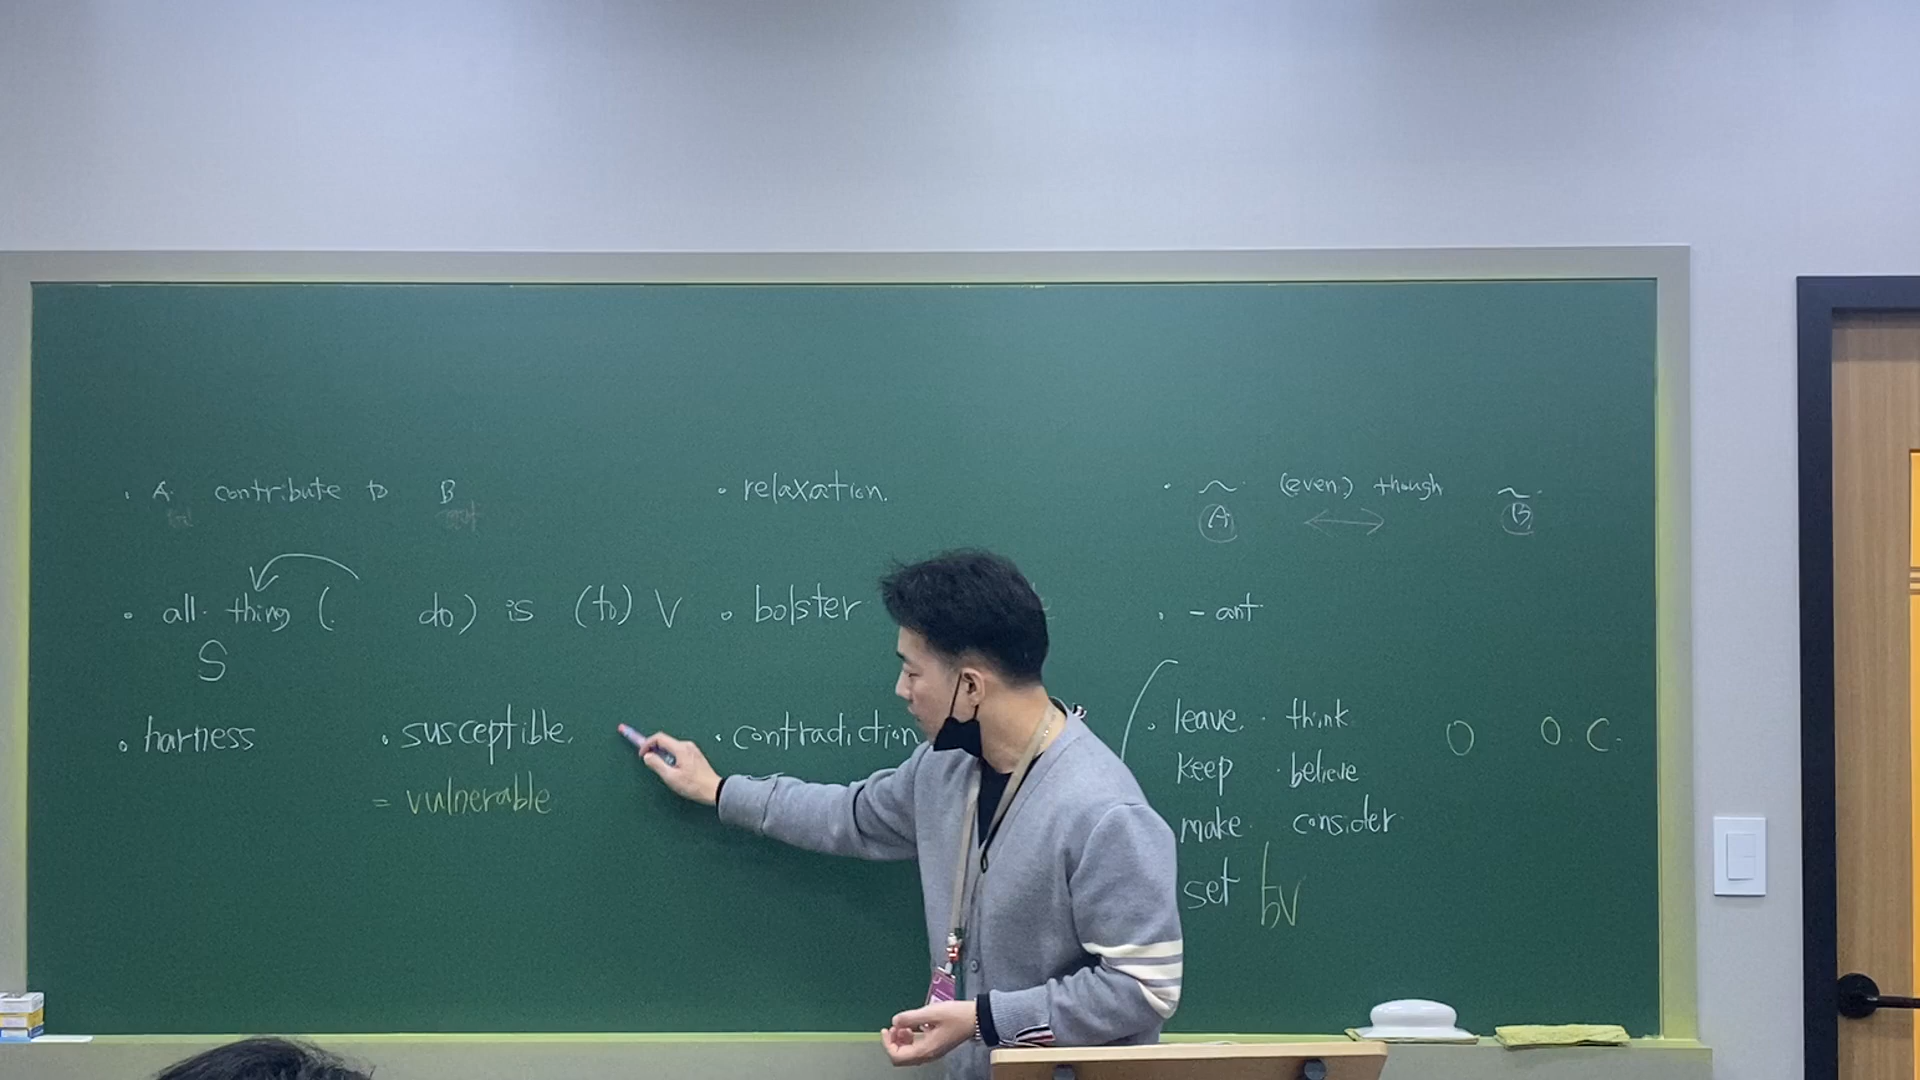 · A. contribute to B
· relaxation.
· ~ (even) though ~
A ↔ B
· all thing ( do) is (to) V
S
· bolster
· - ant
· harness
· susceptible.
= vulnerable
· contradiction
· leave. · think O O.C.
keep · believe
make consider
set